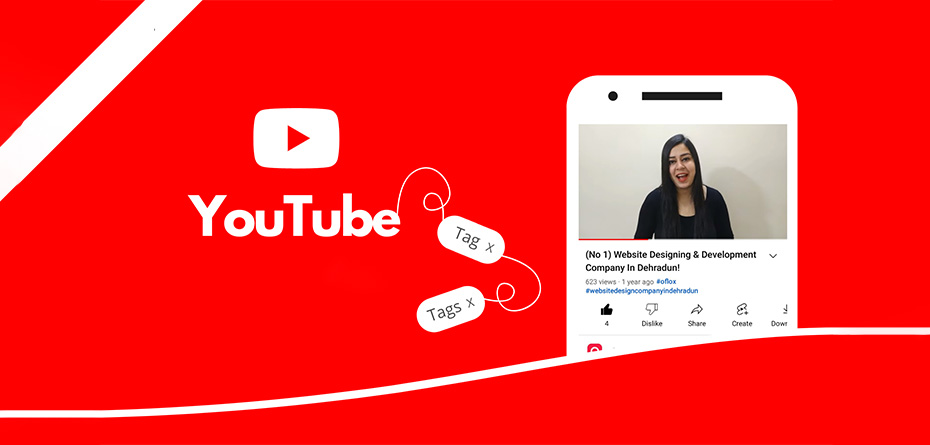 YouTube
Tag x
Tags x
(No 1) Website Designing & Development
Company In Dehradun!
623 views · 1 year ago #oflox
#websitedesigncompanyindehradun
4 Dislike Share Create Down